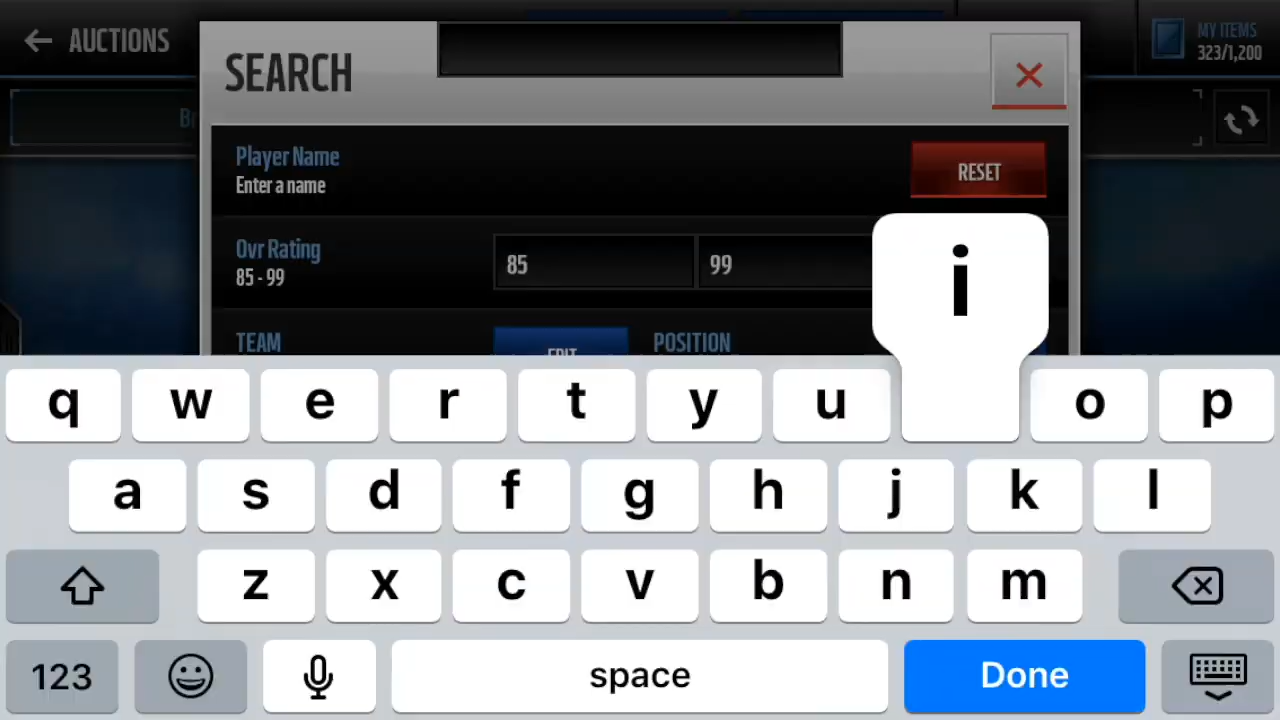 AUCTIONS
SEARCH
MY ITEMS
323/1,200
Player Name
Enter a name
RESET
Ovr Rating
85 - 99
85
99
TEAM
EDIT
POSITION
i
q w e r t y u o p
a s d f g h j k l
z x c v b n m
123
space
Done